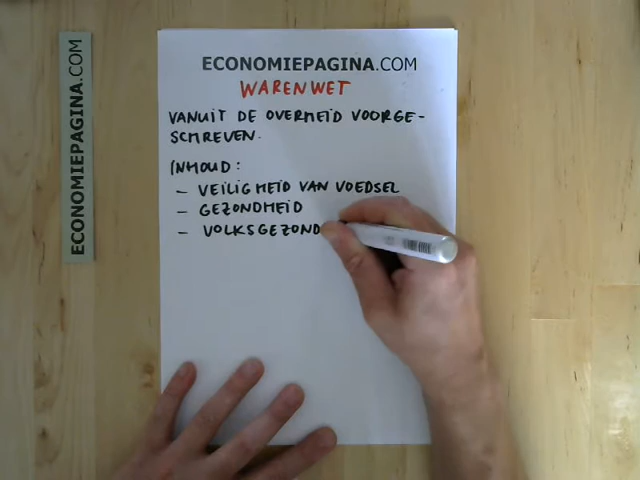 ECONOMIEPAGINA.COM
ECONOMIEPAGINA.COM
WARENWET
VANUIT DE OVERHEID VOORGE-
SCHREVEN.
INHOUD:
- VEILIGHEID VAN VOEDSEL
- GEZONDHEID
- VOLKSGEZOND